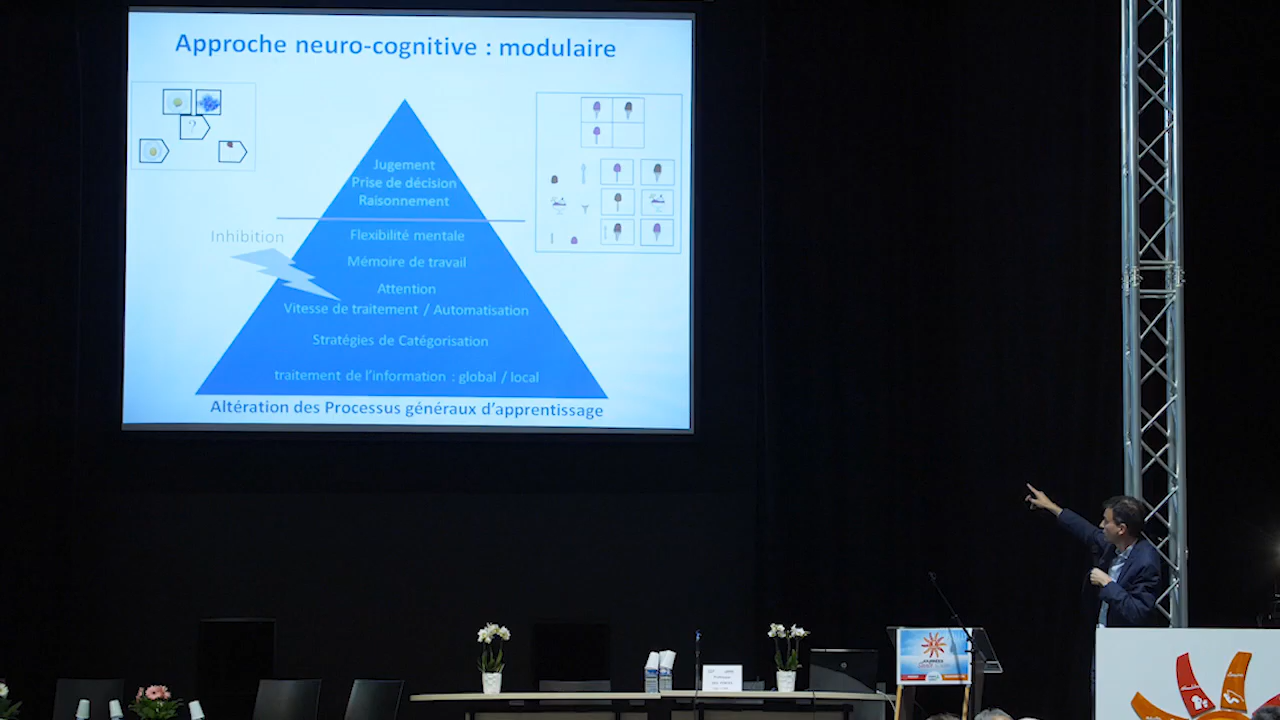 Approche neuro-cognitive : modulaire
?
Jugement
Prise de décision
Raisonnement
Inhibition
Flexibilité mentale
Mémoire de travail
Attention
Vitesse de traitement / Automatisation
Stratégies de Catégorisation
traitement de l'information : global / local
Altération des Processus généraux d'apprentissage